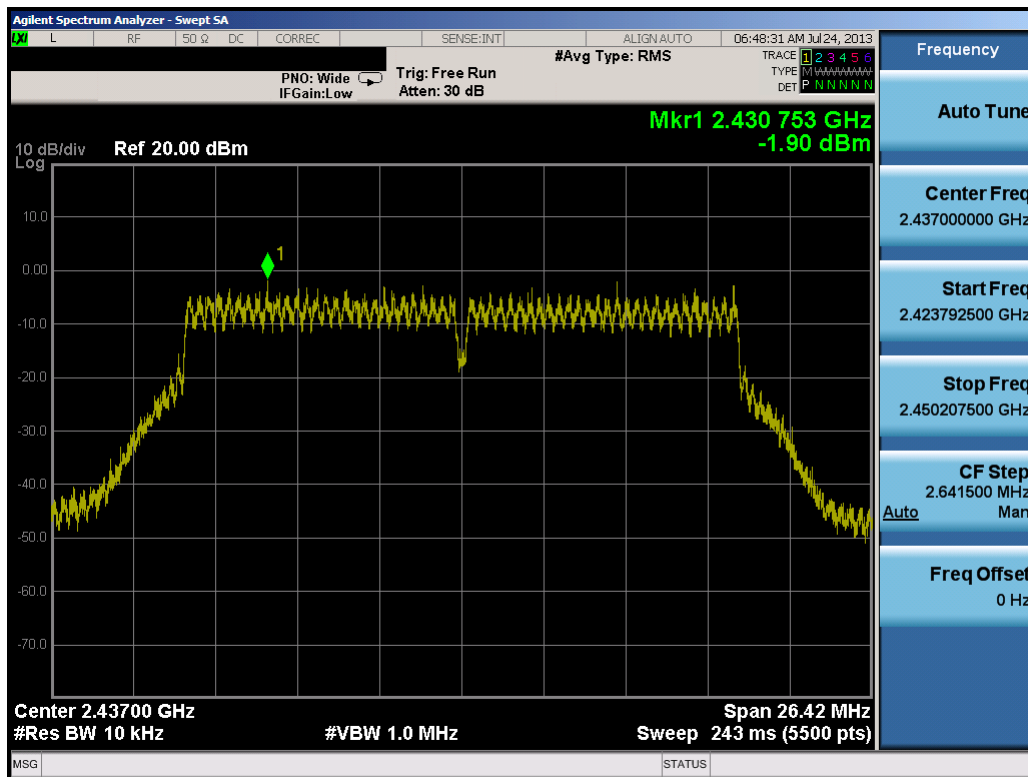 Agilent Spectrum Analyzer - Swept SA
LXI L RF 50 Ω DC CORREC SENSE:INT ALIGNAUTO 06:48:31 AM Jul 24, 2013
#Avg Type: RMS
TRACE 1 2 3 4 5 6
TYPE M WWWWW
DET P N N N N N
PNO: Wide
IFGain:Low
Trig: Free Run
Atten: 30 dB
Mkr1 2.430 753 GHz
-1.90 dBm
10 dB/div Ref 20.00 dBm
Log
1
10.0
0.00
-10.0
-20.0
-30.0
-40.0
-50.0
-60.0
-70.0
Center 2.43700 GHz
Span 26.42 MHz
#Res BW 10 kHz
#VBW 1.0 MHz
Sweep 243 ms (5500 pts)
MSG
STATUS
Frequency
Auto Tune
Center Freq
2.437000000 GHz
Start Freq
2.423792500 GHz
Stop Freq
2.450207500 GHz
CF Step
2.641500 MHz
Auto Man
Freq Offset
0 Hz